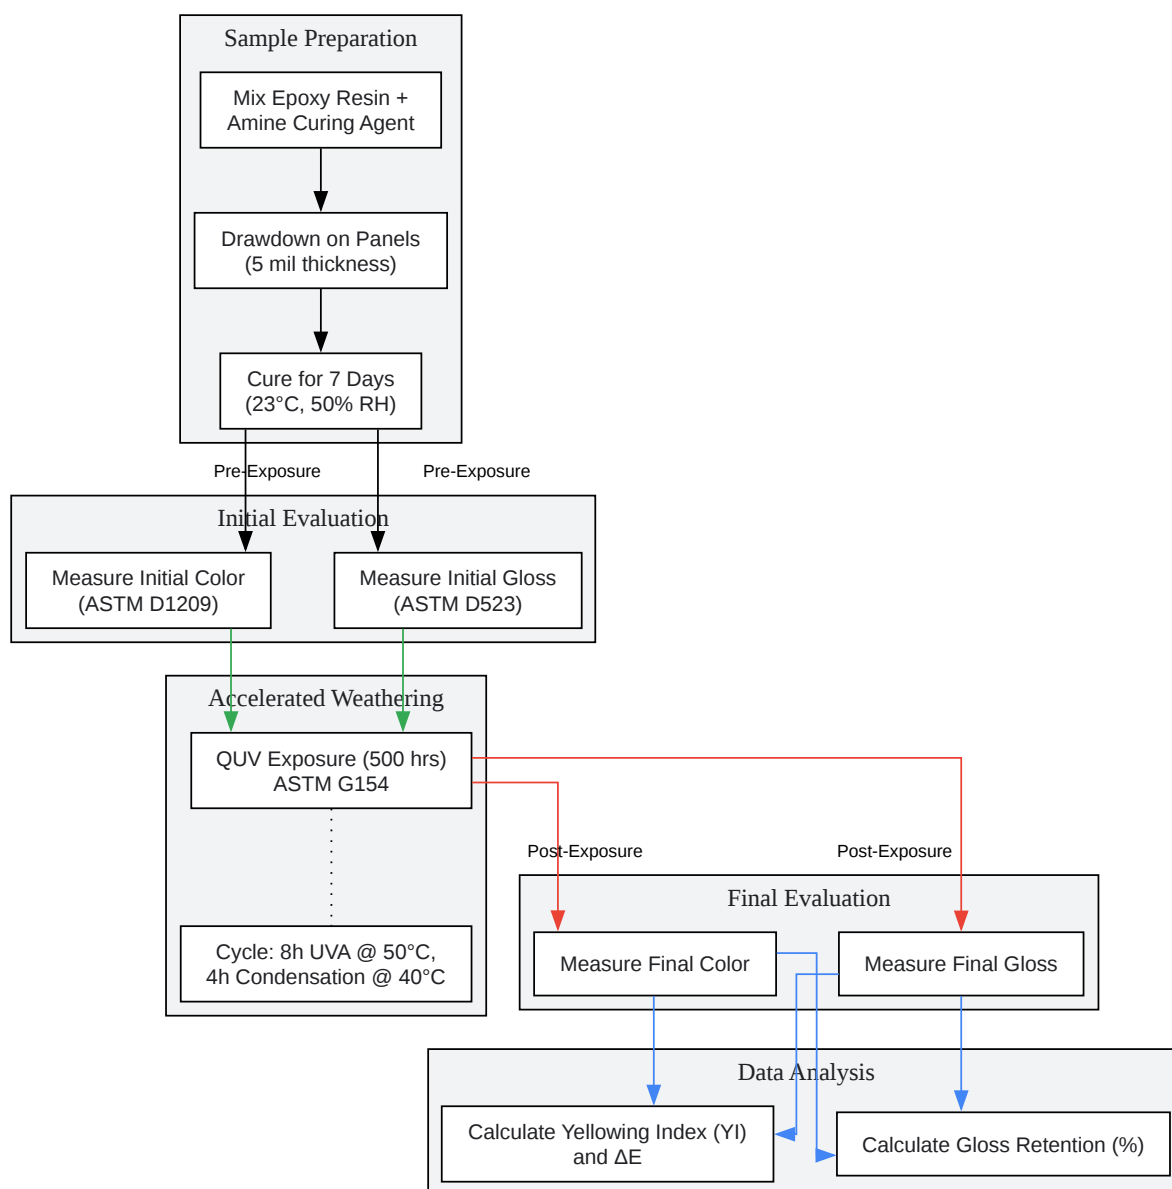 Sample Preparation
Mix Epoxy Resin +
Amine Curing Agent
Drawdown on Panels
(5 mil thickness)
Cure for 7 Days
(23°C, 50% RH)
Pre-Exposure
Pre-Exposure
Initial Evaluation
Measure Initial Color
(ASTM D1209)
Measure Initial Gloss
(ASTM D523)
Accelerated Weathering
QUV Exposure (500 hrs)
ASTM G154
Cycle: 8h UVA @ 50°C,
4h Condensation @ 40°C
Post-Exposure
Post-Exposure
Final Evaluation
Measure Final Color
Measure Final Gloss
Data Analysis
Calculate Yellowing Index (YI)
and ΔE
Calculate Gloss Retention (%)